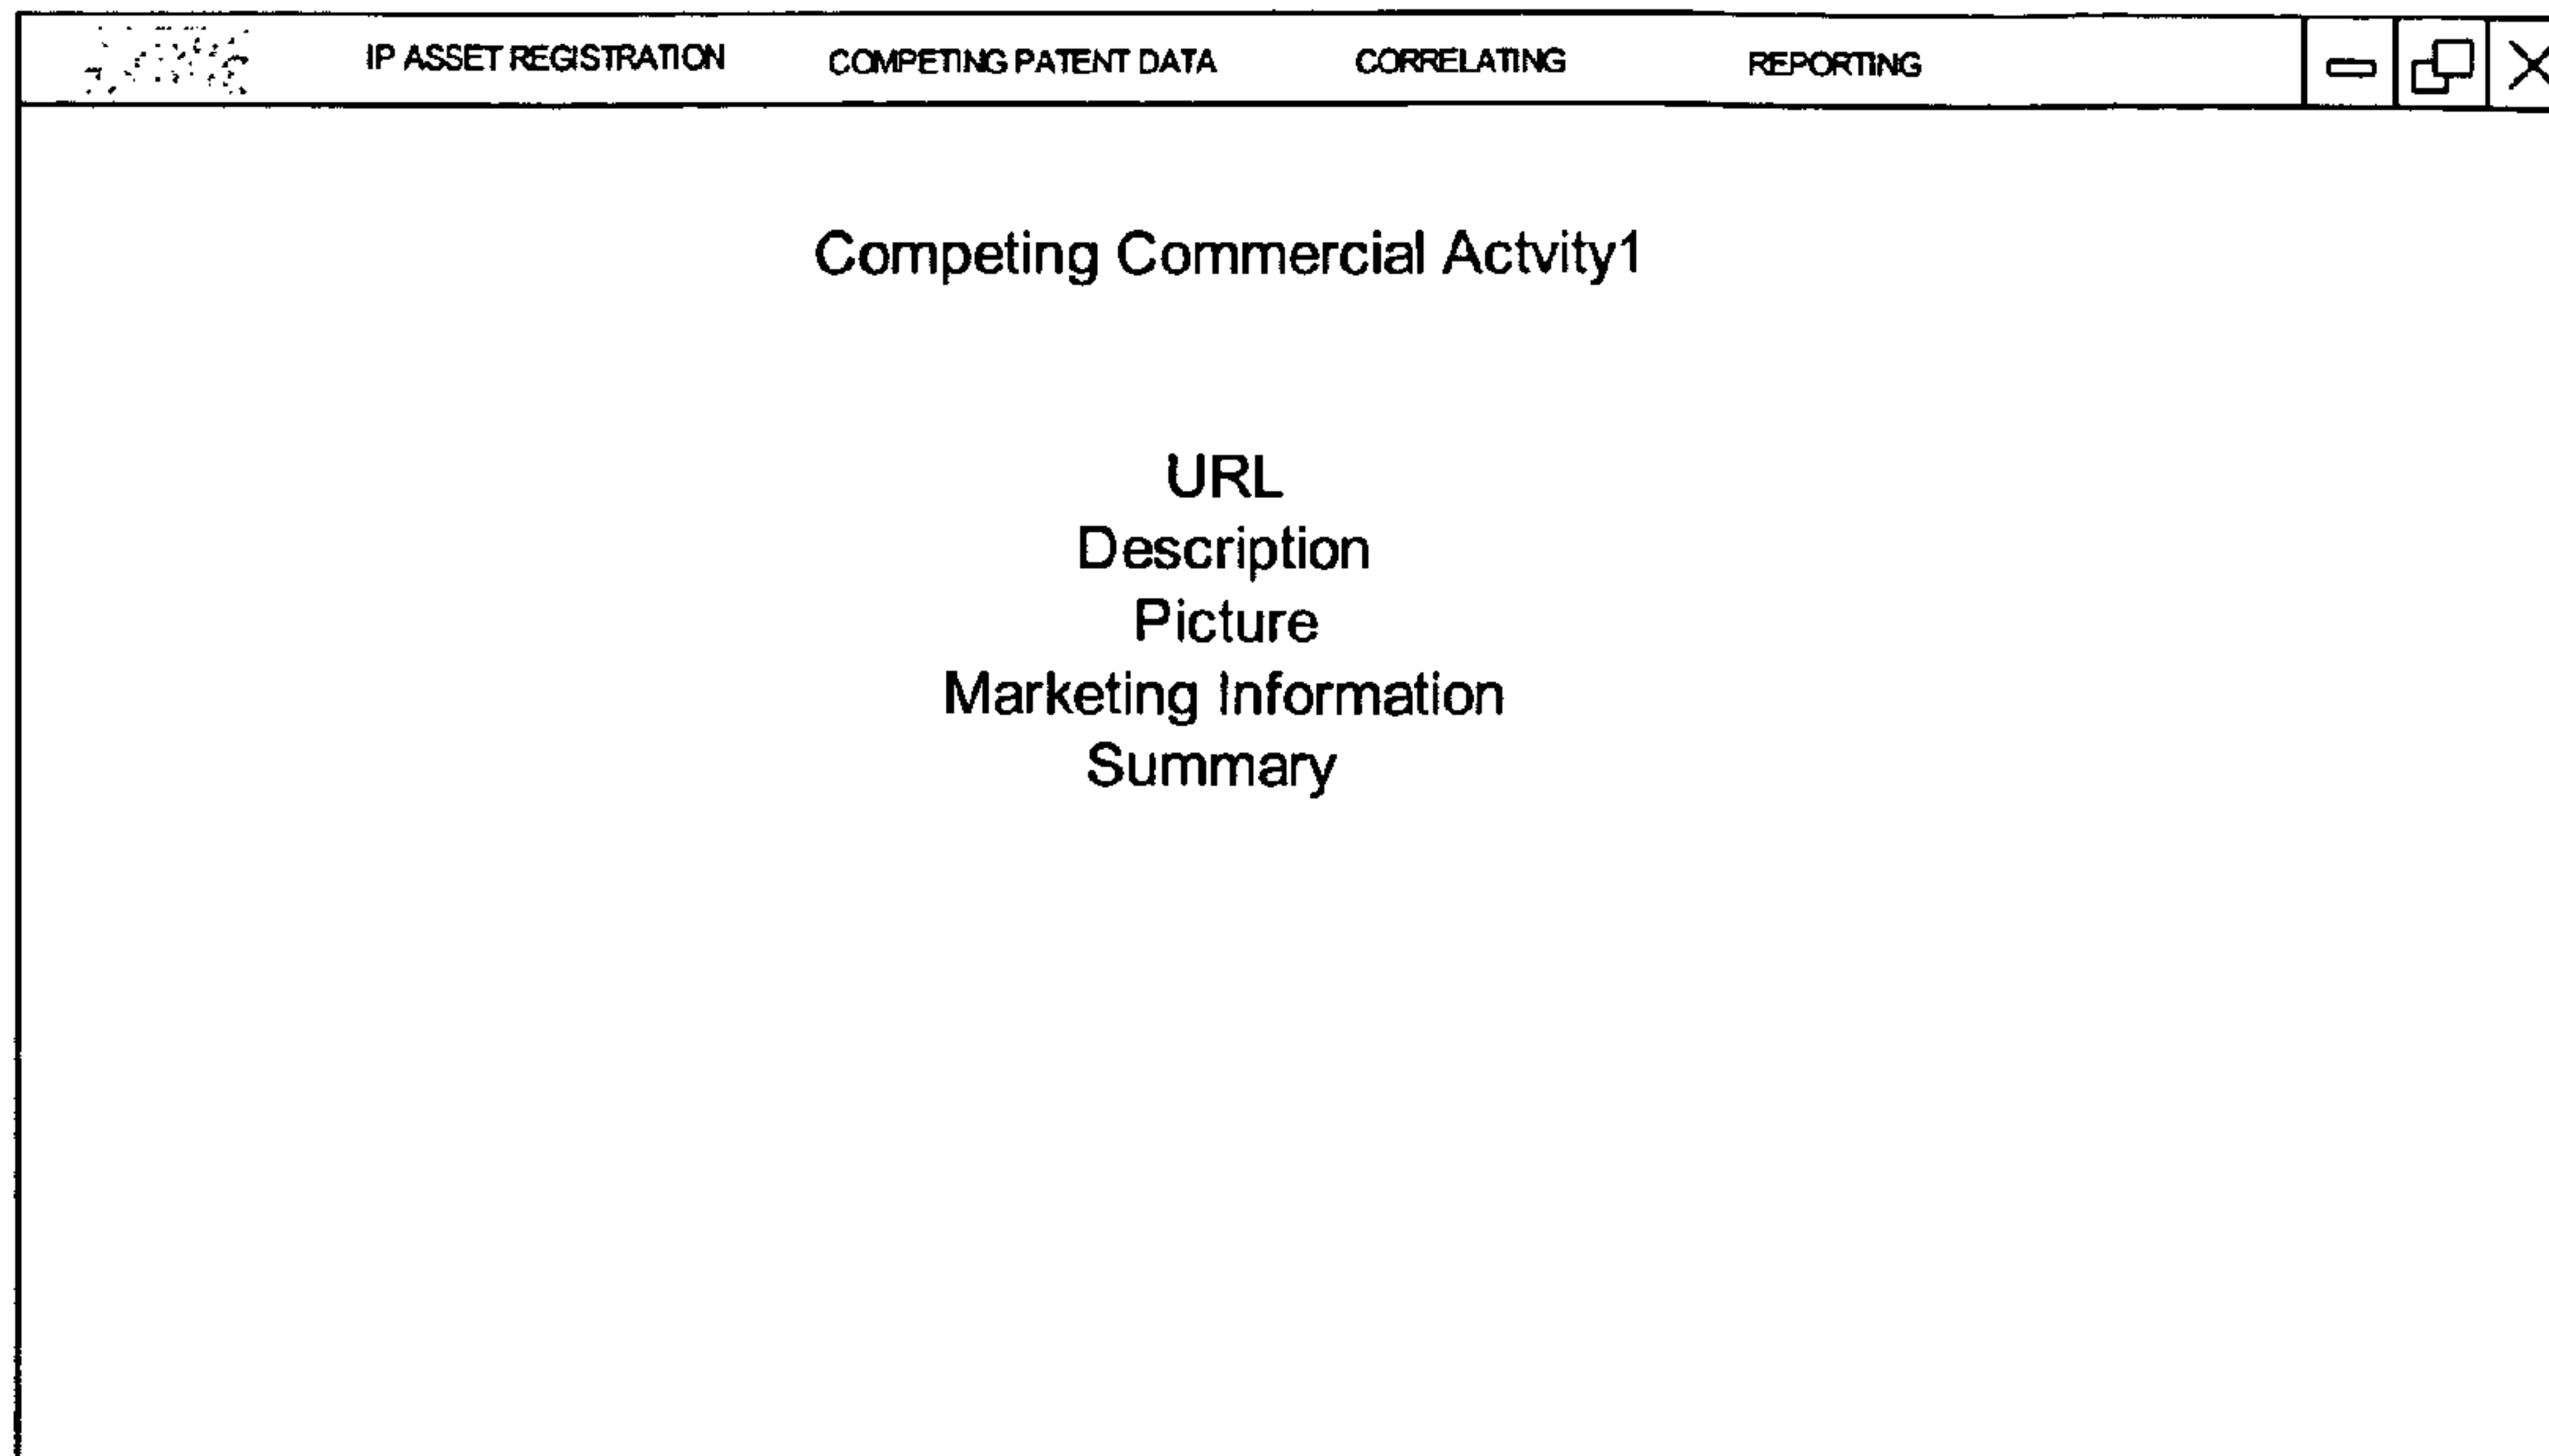 IP ASSET REGISTRATION COMPETING PATENT DATA CORRELATING REPORTING
Competing Commercial Actvity1
URL
Description
Picture
Marketing Information
Summary